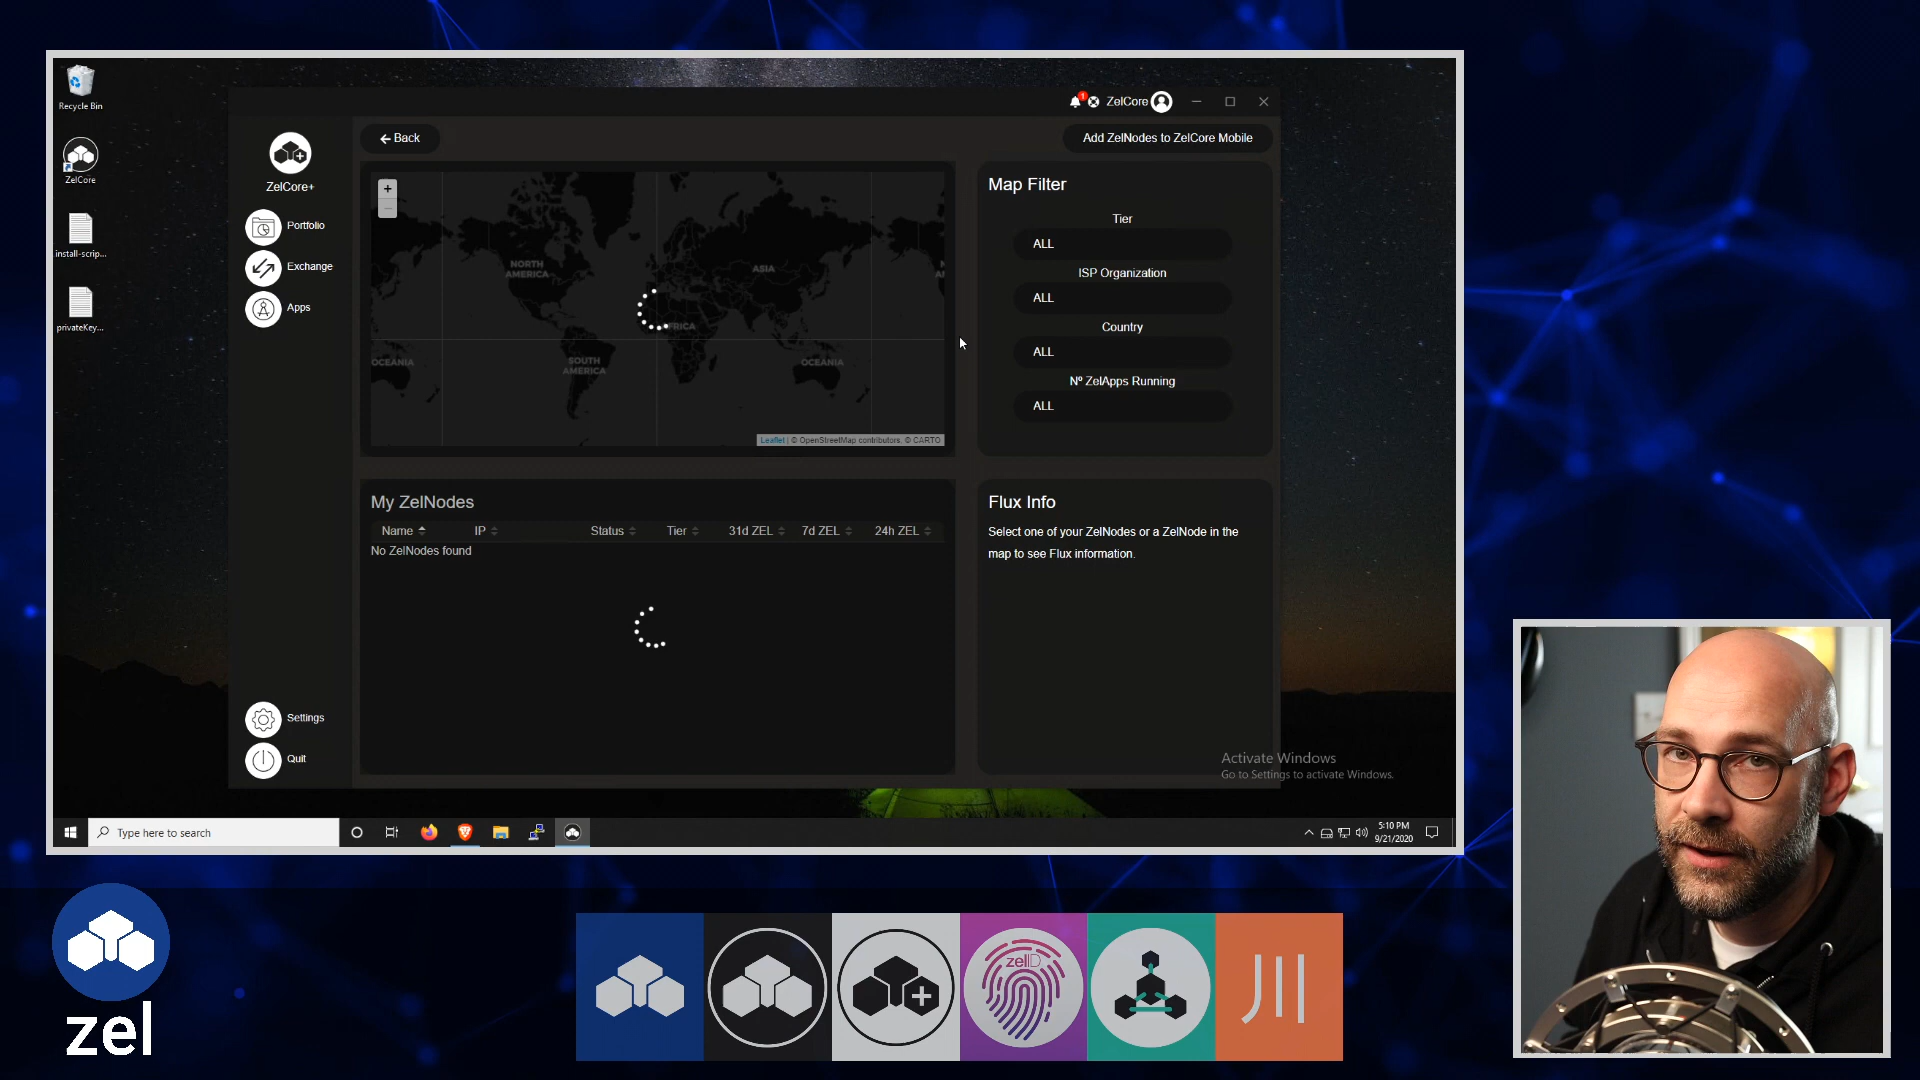 Recycle Bin
ZelCore
install-scrip...
privateKey...
1
ZelCore
Back
Add ZelNodes to ZelCore Mobile
ZelCore+
Portfolio
Exchange
Apps
Settings
Quit
+
NORTH
AMERICA
ASIA
AFRICA
SOUTH
AMERICA
OCEANIA
OCEANIA
N
A
Leaflet | © OpenStreetMap contributors, © CARTO
Map Filter
Tier
ALL
ISP Organization
ALL
Country
ALL
Nº ZelApps Running
ALL
My ZelNodes
Name IP Status Tier 31d ZEL 7d ZEL 24h ZEL
No ZelNodes found
Flux Info
Select one of your ZelNodes or a ZelNode in the
map to see Flux information.
Activate Windows
Go to Settings to activate Windows.
Type here to search
5:10 PM
9/21/2020
zel
zelID